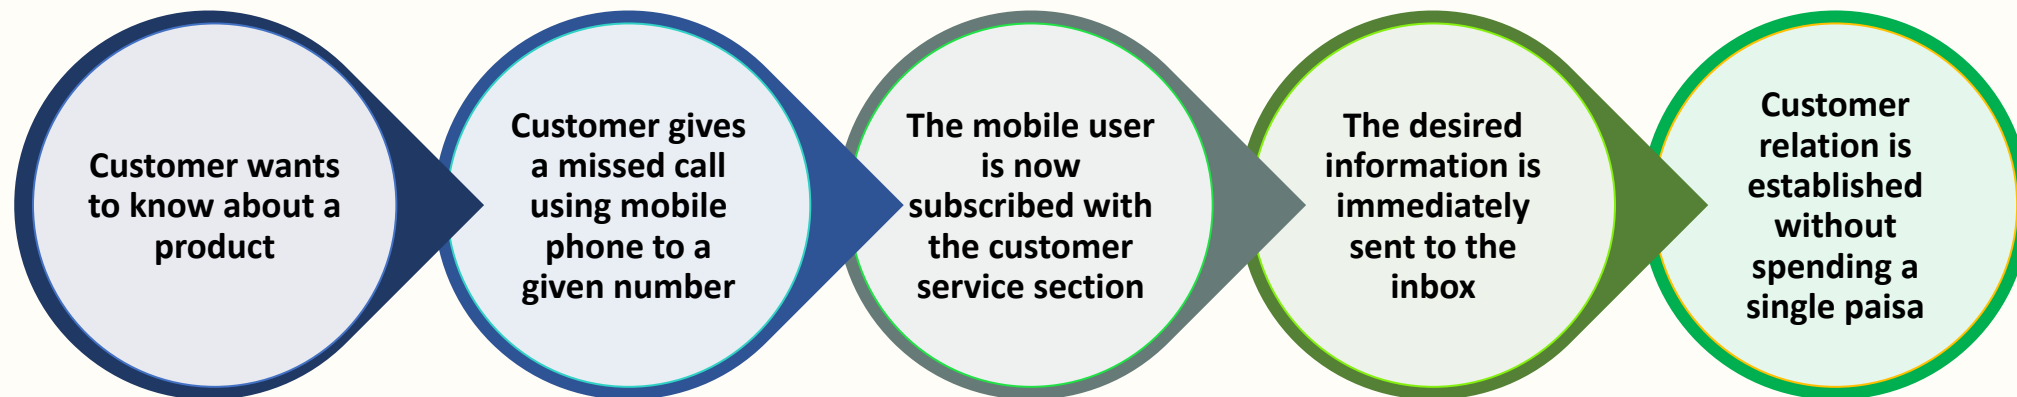 Customer wants
to know about a
product
Customer gives
a missed call
using mobile
phone to a
given number
The mobile user
is now
subscribed with
the customer
service section
The desired
information is
immediately
sent to the
inbox
Customer
relation is
established
without
spending a
single paisa